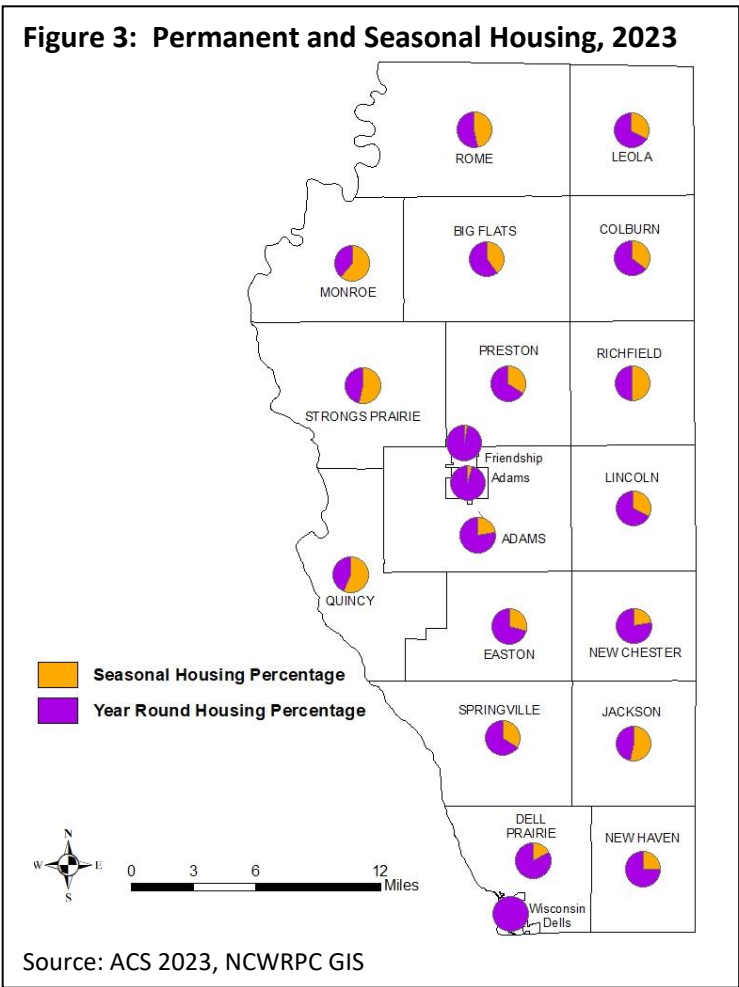 Figure 3: Permanent and Seasonal Housing, 2023
ROME
LEOLA
BIG FLATS
COLBURN
MONROE
PRESTON
RICHFIELD
STRONGS PRAIRIE
Friendship
Adams
LINCOLN
ADAMS
QUINCY
EASTON
NEW CHESTER
Seasonal Housing Percentage
Year Round Housing Percentage
SPRINGVILLE
JACKSON
DELL
PRAIRIE
NEW HAVEN
N
W E
S
0 3 6 12
Miles
Wisconsin
Dells
Source: ACS 2023, NCWRPC GIS